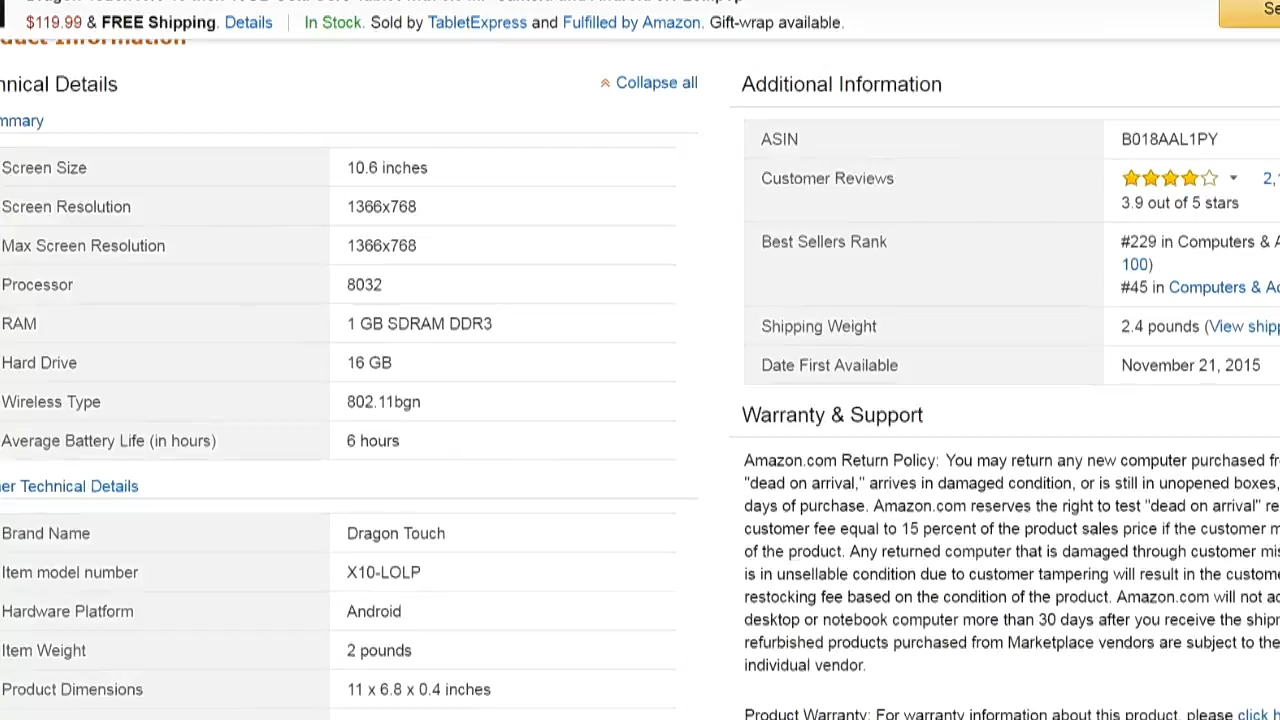 $119.99 & FREE Shipping. Details In Stock. Sold by TabletExpress and Fulfilled by Amazon. Gift-wrap available.
Se
duct Information
hnical Details
Collapse all
mmary
Screen Size 10.6 inches
Screen Resolution 1366x768
Max Screen Resolution 1366x768
Processor 8032
RAM 1 GB SDRAM DDR3
Hard Drive 16 GB
Wireless Type 802.11bgn
Average Battery Life (in hours) 6 hours
er Technical Details
Brand Name Dragon Touch
Item model number X10-LOLP
Hardware Platform Android
Item Weight 2 pounds
Product Dimensions 11 x 6.8 x 0.4 inches
Additional Information
ASIN B018AAL1PY
Customer Reviews 2,
3.9 out of 5 stars
Best Sellers Rank #229 in Computers & A
100)
#45 in Computers & Ac
Shipping Weight 2.4 pounds (View ship
Date First Available November 21, 2015
Warranty & Support
Amazon.com Return Policy: You may return any new computer purchased fr
"dead on arrival," arrives in damaged condition, or is still in unopened boxes,
days of purchase. Amazon.com reserves the right to test "dead on arrival" re
customer fee equal to 15 percent of the product sales price if the customer m
of the product. Any returned computer that is damaged through customer mis
is in unsellable condition due to customer tampering will result in the custome
restocking fee based on the condition of the product. Amazon.com will not ac
desktop or notebook computer more than 30 days after you receive the shipm
refurbished products purchased from Marketplace vendors are subject to the
individual vendor.
Product Warranty: For warranty information about this product, please click h